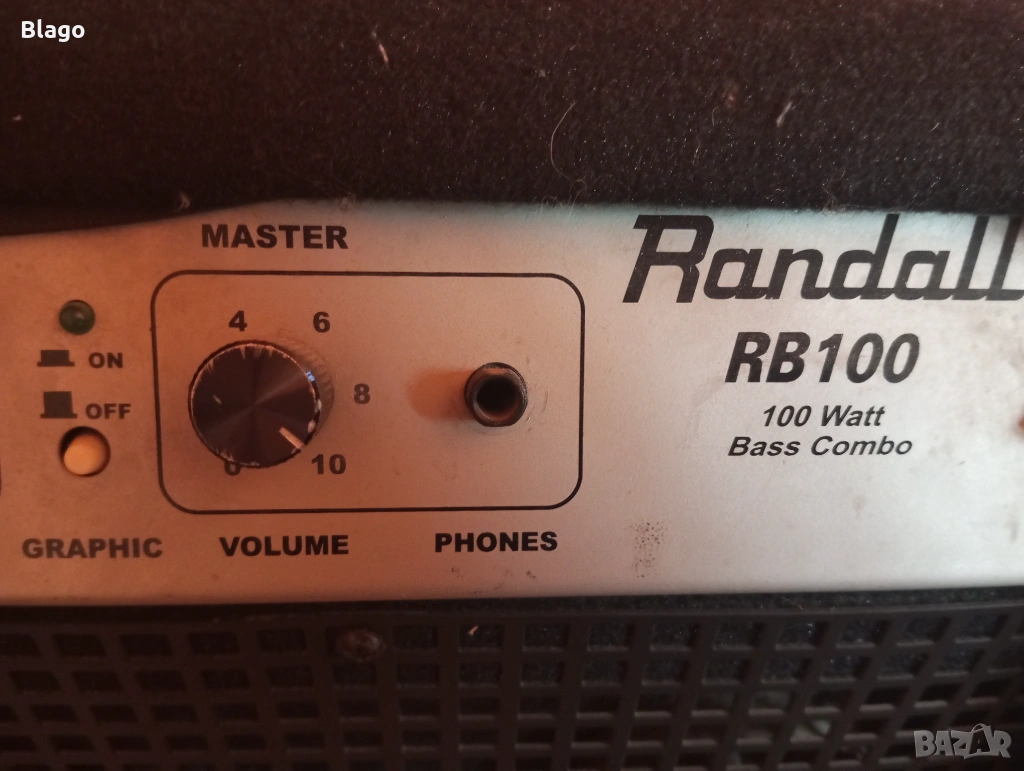 Blago
MASTER
Randall
4 6
RB100
ON
8
OFF
100 Watt
Bass Combo
0 10
GRAPHIC VOLUME PHONES
BAZAR